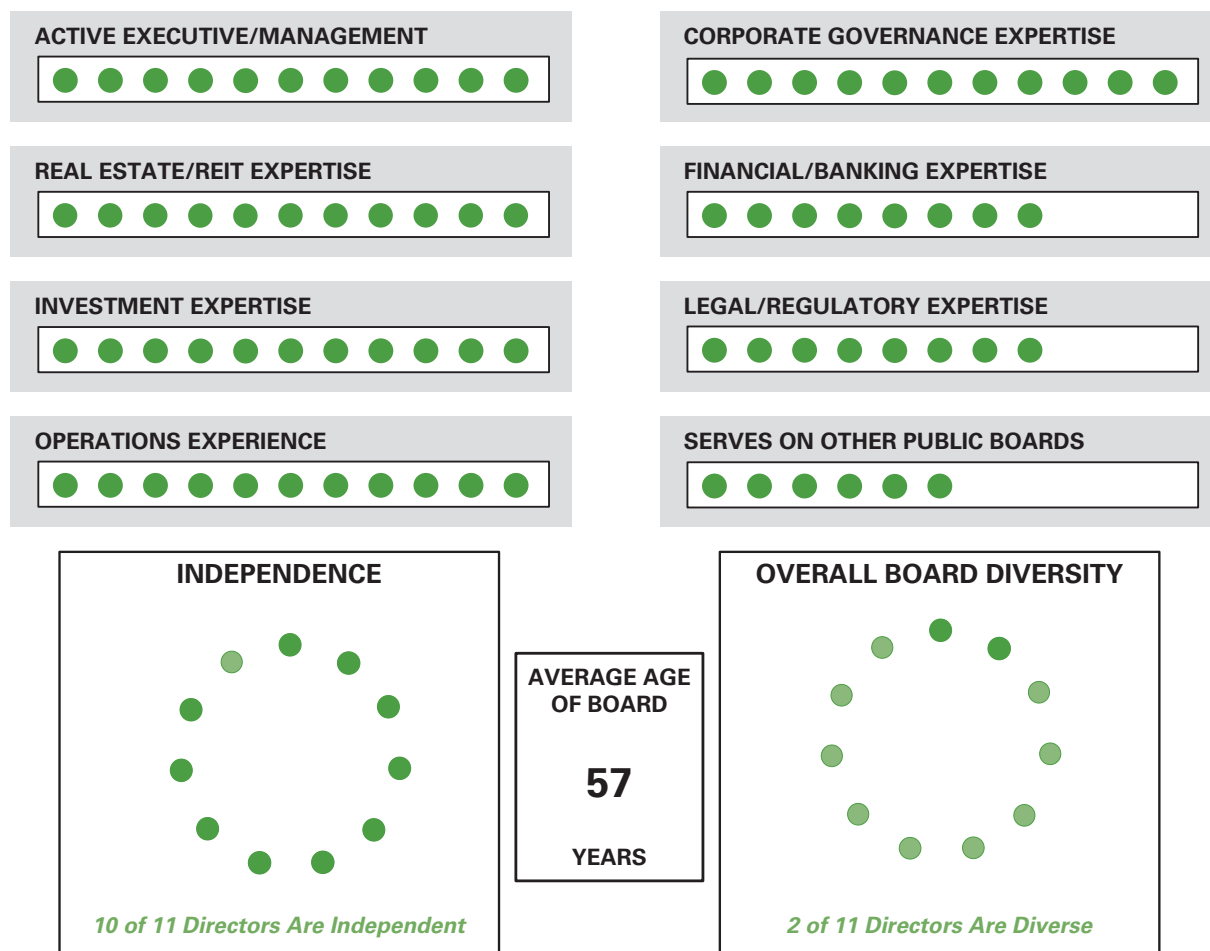 ACTIVE EXECUTIVE/MANAGEMENT
CORPORATE GOVERNANCE EXPERTISE
REAL ESTATE/REIT EXPERTISE
FINANCIAL/BANKING EXPERTISE
INVESTMENT EXPERTISE
LEGAL/REGULATORY EXPERTISE
OPERATIONS EXPERIENCE
SERVES ON OTHER PUBLIC BOARDS
INDEPENDENCE
10 of 11 Directors Are Independent
AVERAGE AGE
OF BOARD
57
YEARS
OVERALL BOARD DIVERSITY
2 of 11 Directors Are Diverse